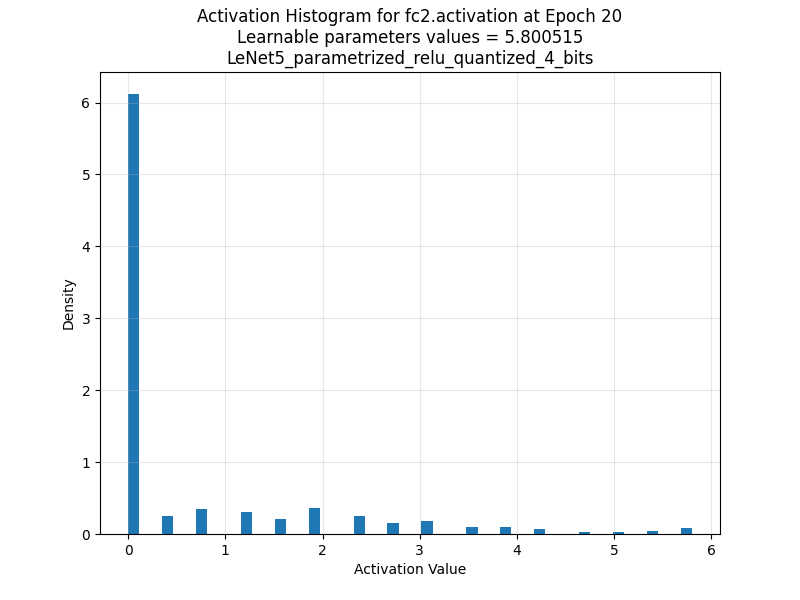 Activation Histogram for fc2.activation at Epoch 20
Learnable parameters values = 5.800515
LeNet5_parametrized_relu_quantized_4_bits
6
5
4
3
2
1
0
Density
0 1 2 3 4 5 6
Activation Value